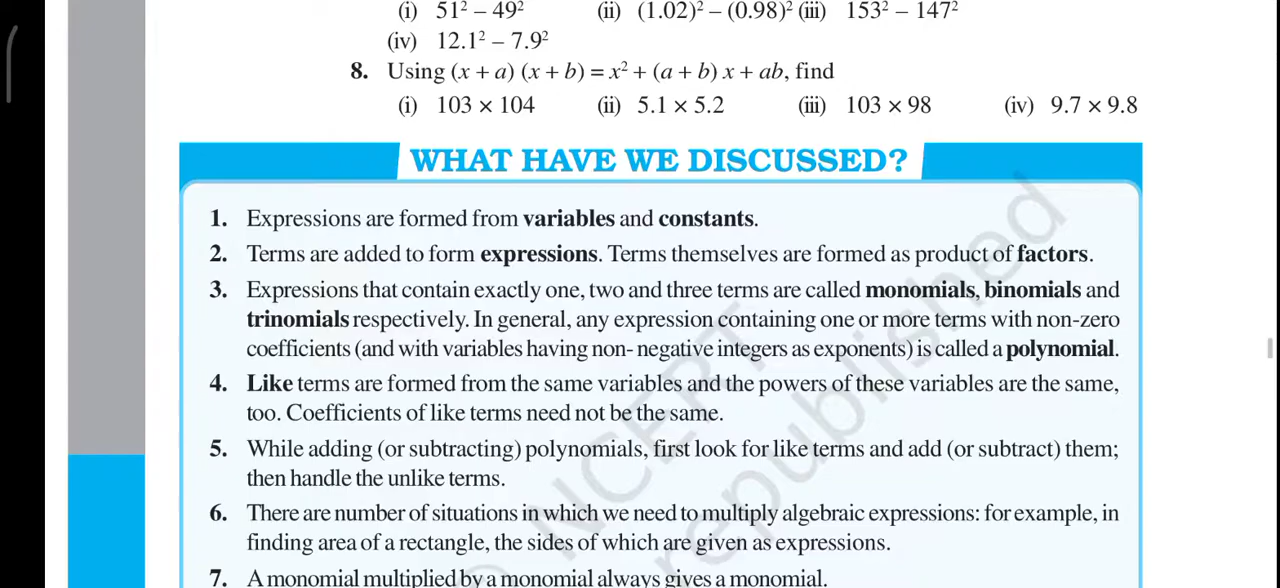 (i) 51² – 49² (ii) (1.02)² – (0.98)² (iii) 153² – 147²
(iv) 12.1² – 7.9²
8. Using (x + a) (x + b) = x² + (a + b) x + ab, find
(i) 103 × 104 (ii) 5.1 × 5.2 (iii) 103 × 98 (iv) 9.7 × 9.8
WHAT HAVE WE DISCUSSED?
1. Expressions are formed from variables and constants.
2. Terms are added to form expressions. Terms themselves are formed as product of factors.
3. Expressions that contain exactly one, two and three terms are called monomials, binomials and
trinomials respectively. In general, any expression containing one or more terms with non-zero
coefficients (and with variables having non- negative integers as exponents) is called a polynomial.
4. Like terms are formed from the same variables and the powers of these variables are the same,
too. Coefficients of like terms need not be the same.
5. While adding (or subtracting) polynomials, first look for like terms and add (or subtract) them;
then handle the unlike terms.
6. There are number of situations in which we need to multiply algebraic expressions: for example, in
finding area of a rectangle, the sides of which are given as expressions.
7. A monomial multiplied by a monomial always gives a monomial.
© NCERT
republished